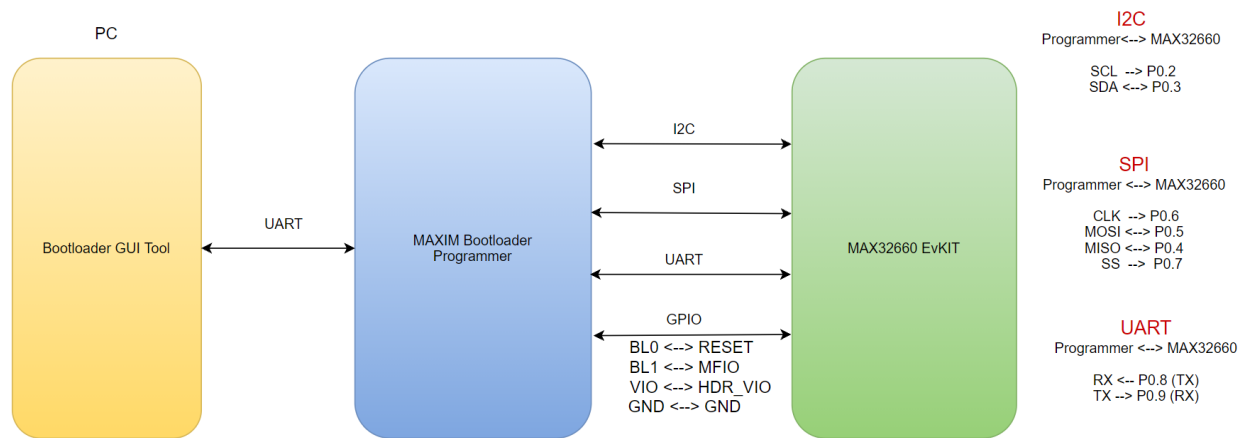 PC
Bootloader GUI Tool
UART
MAXIM Bootloader
Programmer
I2C
SPI
UART
GPIO
BL0 <--> RESET
BL1 <--> MFIO
VIO <--> HDR_VIO
GND <--> GND
MAX32660 EvKIT
I2C
Programmer<--> MAX32660
SCL --> P0.2
SDA <--> P0.3
SPI
Programmer <--> MAX32660
CLK --> P0.6
MOSI <--> P0.5
MISO <--> P0.4
SS --> P0.7
UART
Programmer <--> MAX32660
RX <-- P0.8 (TX)
TX --> P0.9 (RX)